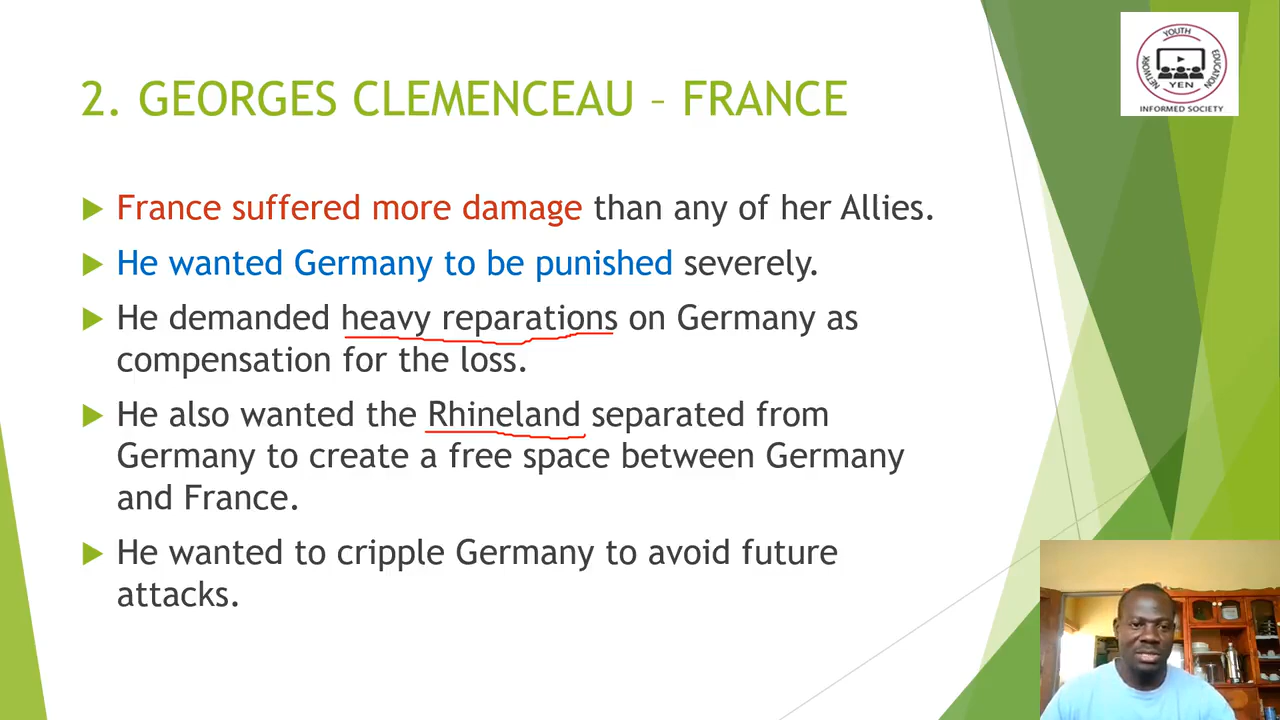 2. GEORGES CLEMENCEAU – FRANCE
YOUTH
EDUCATION
NETWORK
YEN
INFORMED SOCIETY
France suffered more damage than any of her Allies.
He wanted Germany to be punished severely.
He demanded heavy reparations on Germany as
compensation for the loss.
He also wanted the Rhineland separated from
Germany to create a free space between Germany
and France.
He wanted to cripple Germany to avoid future
attacks.